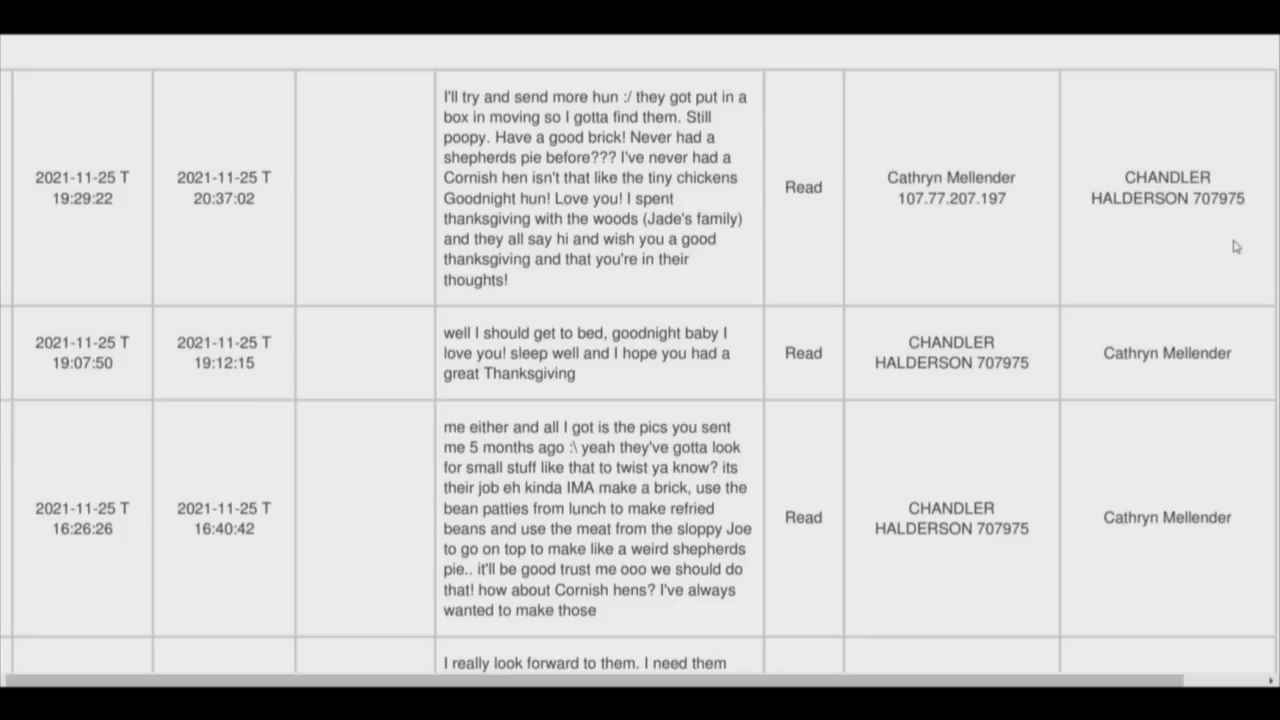 2021-11-25 T
19:29:22
2021-11-25 T
20:37:02
I'll try and send more hun :/ they got put in a
box in moving so I gotta find them. Still
poopy. Have a good brick! Never had a
shepherds pie before??? I've never had a
Cornish hen isn't that like the tiny chickens
Goodnight hun! Love you! I spent
thanksgiving with the woods (Jade's family)
and they all say hi and wish you a good
thanksgiving and that you're in their
thoughts!
Read
Cathryn Mellender
107.77.207.197
CHANDLER
HALDERSON 707975
2021-11-25 T
19:07:50
2021-11-25 T
19:12:15
well I should get to bed, goodnight baby I
love you! sleep well and I hope you had a
great Thanksgiving
Read
CHANDLER
HALDERSON 707975
Cathryn Mellender
2021-11-25 T
16:26:26
2021-11-25 T
16:40:42
me either and all I got is the pics you sent
me 5 months ago :\ yeah they've gotta look
for small stuff like that to twist ya know? its
their job eh kinda IMA make a brick, use the
bean patties from lunch to make refried
beans and use the meat from the sloppy Joe
to go on top to make like a weird shepherds
pie.. it'll be good trust me ooo we should do
that! how about Cornish hens? I've always
wanted to make those
Read
CHANDLER
HALDERSON 707975
Cathryn Mellender
I really look forward to them. I need them